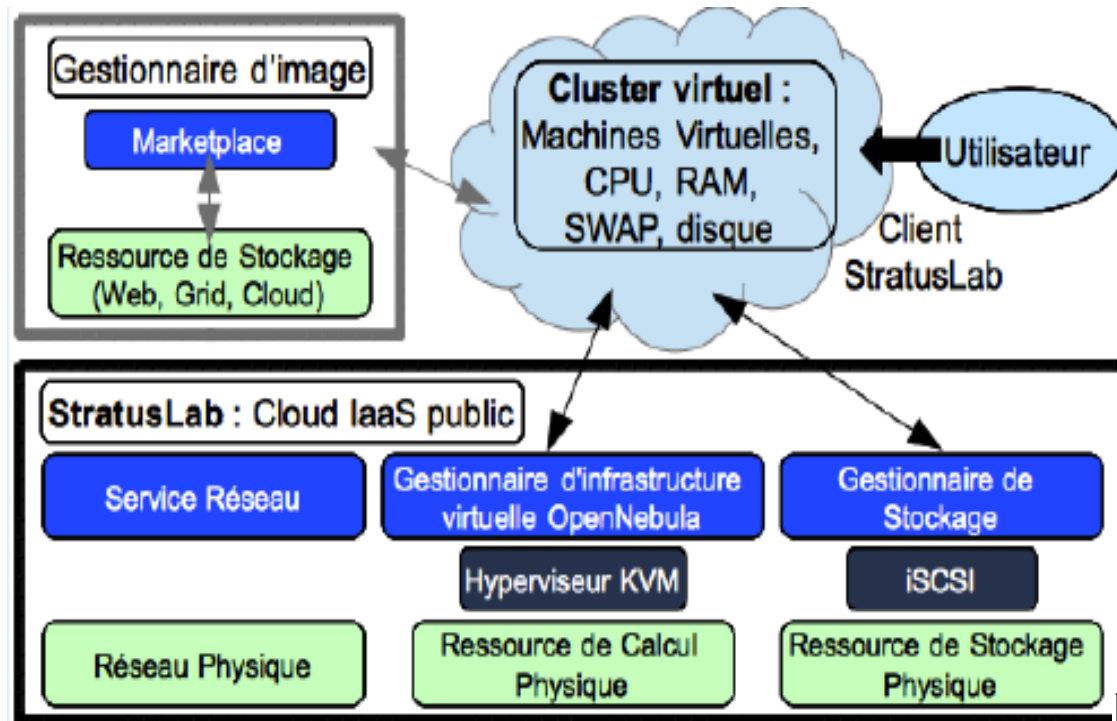 Gestionnaire d'image
Marketplace
Ressource de Stockage
(Web, Grid, Cloud)
Cluster virtuel :
Machines Virtuelles,
CPU, RAM,
SWAP, disque
Utilisateur
Client
StratusLab
StratusLab : Cloud IaaS public
Service Réseau
Gestionnaire d'infrastructure
virtuelle OpenNebula
Gestionnaire de
Stockage
Hyperviseur KVM
iSCSI
Réseau Physique
Ressource de Calcul
Physique
Ressource de Stockage
Physique